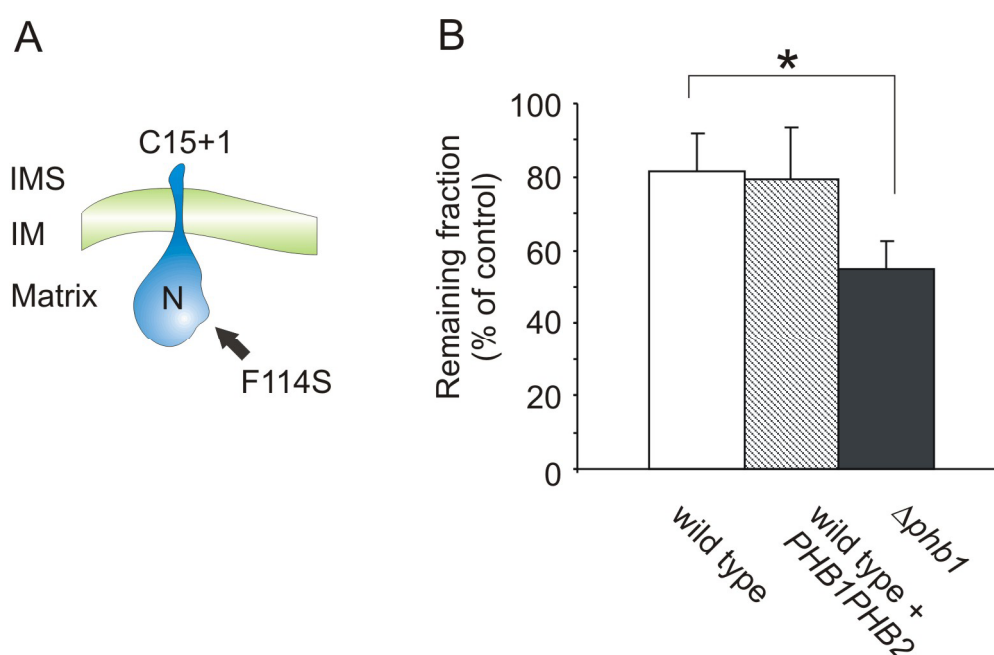 A
C15+1
IMS
IM
Matrix
N
F114S
B
*
Remaining fraction
(% of control)
100
80
60
40
20
0
wild type
wild type +
PHB1PHB2
Δphb1